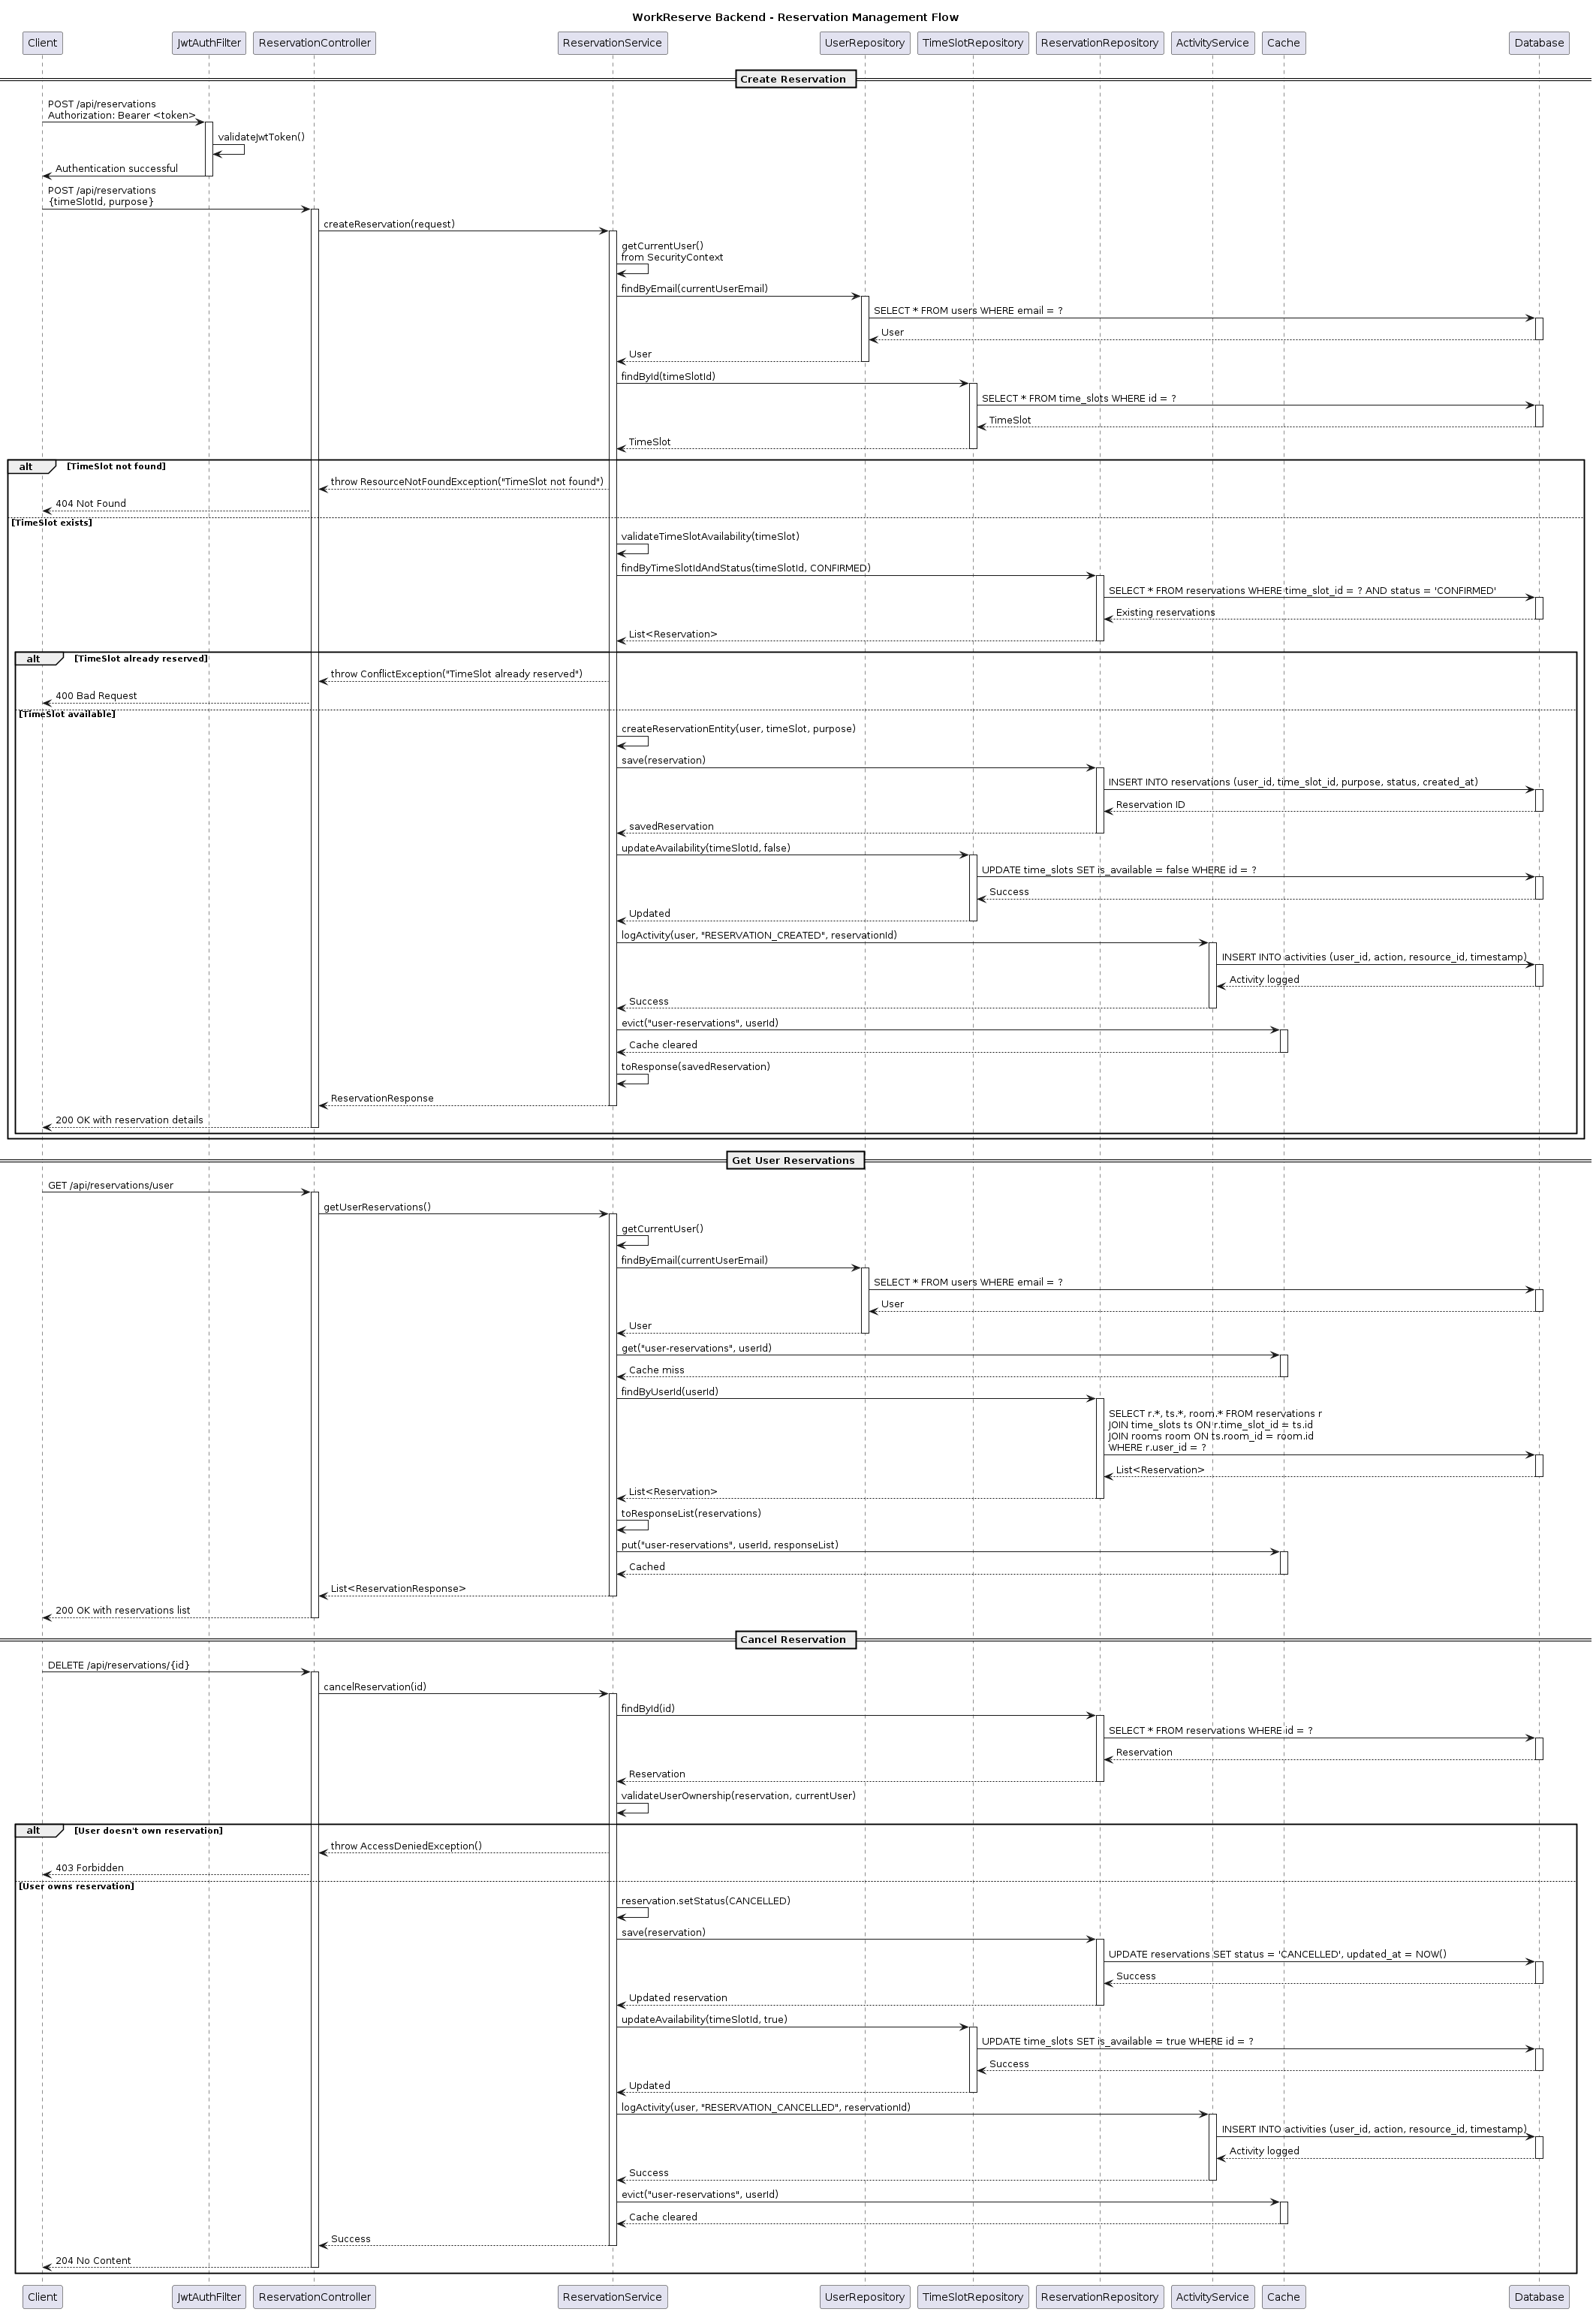 WorkReserve Backend - Reservation Management Flow
Client
JwtAuthFilter
ReservationController
ReservationService
UserRepository
TimeSlotRepository
ReservationRepository
ActivityService
Cache
Database
Create Reservation
POST /api/reservations
Authorization: Bearer <token>
validateJwtToken()
Authentication successful
POST /api/reservations
{timeSlotId, purpose}
createReservation(request)
getCurrentUser()
from SecurityContext
findByEmail(currentUserEmail)
SELECT * FROM users WHERE email = ?
User
User
findById(timeSlotId)
SELECT * FROM time_slots WHERE id = ?
TimeSlot
TimeSlot
alt [TimeSlot not found]
throw ResourceNotFoundException("TimeSlot not found")
404 Not Found
[TimeSlot exists]
validateTimeSlotAvailability(timeSlot)
findByTimeSlotIdAndStatus(timeSlotId, CONFIRMED)
SELECT * FROM reservations WHERE time_slot_id = ? AND status = 'CONFIRMED'
Existing reservations
List<Reservation>
alt [TimeSlot already reserved]
throw ConflictException("TimeSlot already reserved")
400 Bad Request
[TimeSlot available]
createReservationEntity(user, timeSlot, purpose)
save(reservation)
INSERT INTO reservations (user_id, time_slot_id, purpose, status, created_at)
Reservation ID
savedReservation
updateAvailability(timeSlotId, false)
UPDATE time_slots SET is_available = false WHERE id = ?
Success
Updated
logActivity(user, "RESERVATION_CREATED", reservationId)
INSERT INTO activities (user_id, action, resource_id, timestamp)
Activity logged
Success
evict("user-reservations", userId)
Cache cleared
toResponse(savedReservation)
ReservationResponse
200 OK with reservation details
Get User Reservations
GET /api/reservations/user
getUserReservations()
getCurrentUser()
findByEmail(currentUserEmail)
SELECT * FROM users WHERE email = ?
User
User
get("user-reservations", userId)
Cache miss
findByUserId(userId)
SELECT r.*, ts.*, room.* FROM reservations r
JOIN time_slots ts ON r.time_slot_id = ts.id
JOIN rooms room ON ts.room_id = room.id
WHERE r.user_id = ?
List<Reservation>
List<Reservation>
toResponseList(reservations)
put("user-reservations", userId, responseList)
Cached
List<ReservationResponse>
200 OK with reservations list
Cancel Reservation
DELETE /api/reservations/{id}
cancelReservation(id)
findById(id)
SELECT * FROM reservations WHERE id = ?
Reservation
Reservation
validateUserOwnership(reservation, currentUser)
alt [User doesn't own reservation]
throw AccessDeniedException()
403 Forbidden
[User owns reservation]
reservation.setStatus(CANCELLED)
save(reservation)
UPDATE reservations SET status = 'CANCELLED', updated_at = NOW()
Success
Updated reservation
updateAvailability(timeSlotId, true)
UPDATE time_slots SET is_available = true WHERE id = ?
Success
Updated
logActivity(user, "RESERVATION_CANCELLED", reservationId)
INSERT INTO activities (user_id, action, resource_id, timestamp)
Activity logged
Success
evict("user-reservations", userId)
Cache cleared
Success
204 No Content
Client
JwtAuthFilter
ReservationController
ReservationService
UserRepository
TimeSlotRepository
ReservationRepository
ActivityService
Cache
Database